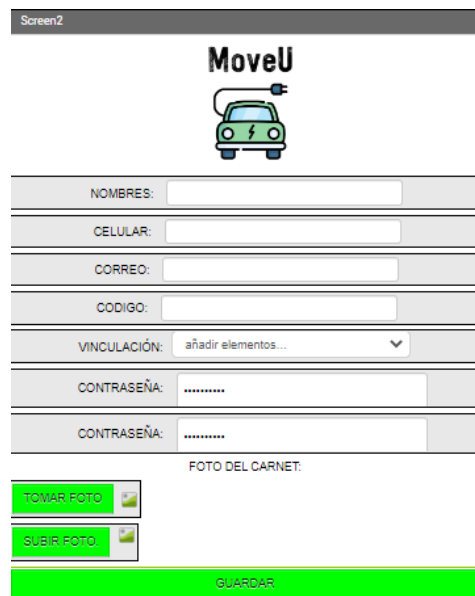 Screen2
MoveU
NOMBRES:
CELULAR:
CORREO:
CODIGO:
VINCULACIÓN: añadir elementos...
CONTRASEÑA: ..........
CONTRASEÑA: ..........
FOTO DEL CARNET:
TOMAR FOTO
SUBIR FOTO.
GUARDAR